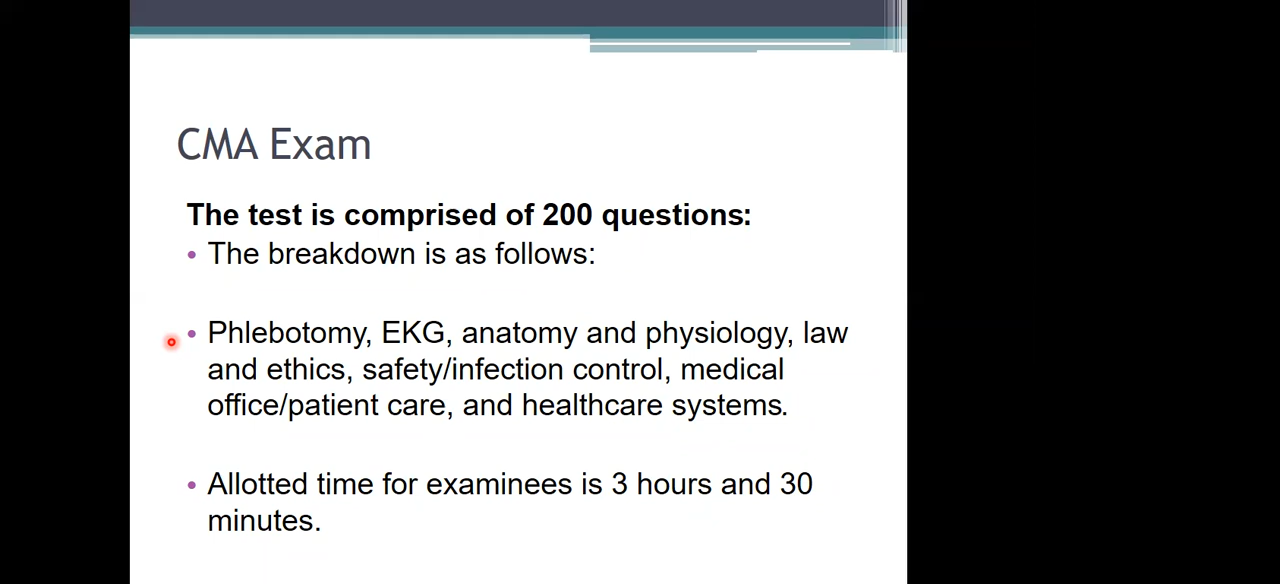 CMA Exam
The test is comprised of 200 questions:
• The breakdown is as follows:
• Phlebotomy, EKG, anatomy and physiology, law
and ethics, safety/infection control, medical
office/patient care, and healthcare systems.
• Allotted time for examinees is 3 hours and 30
minutes.